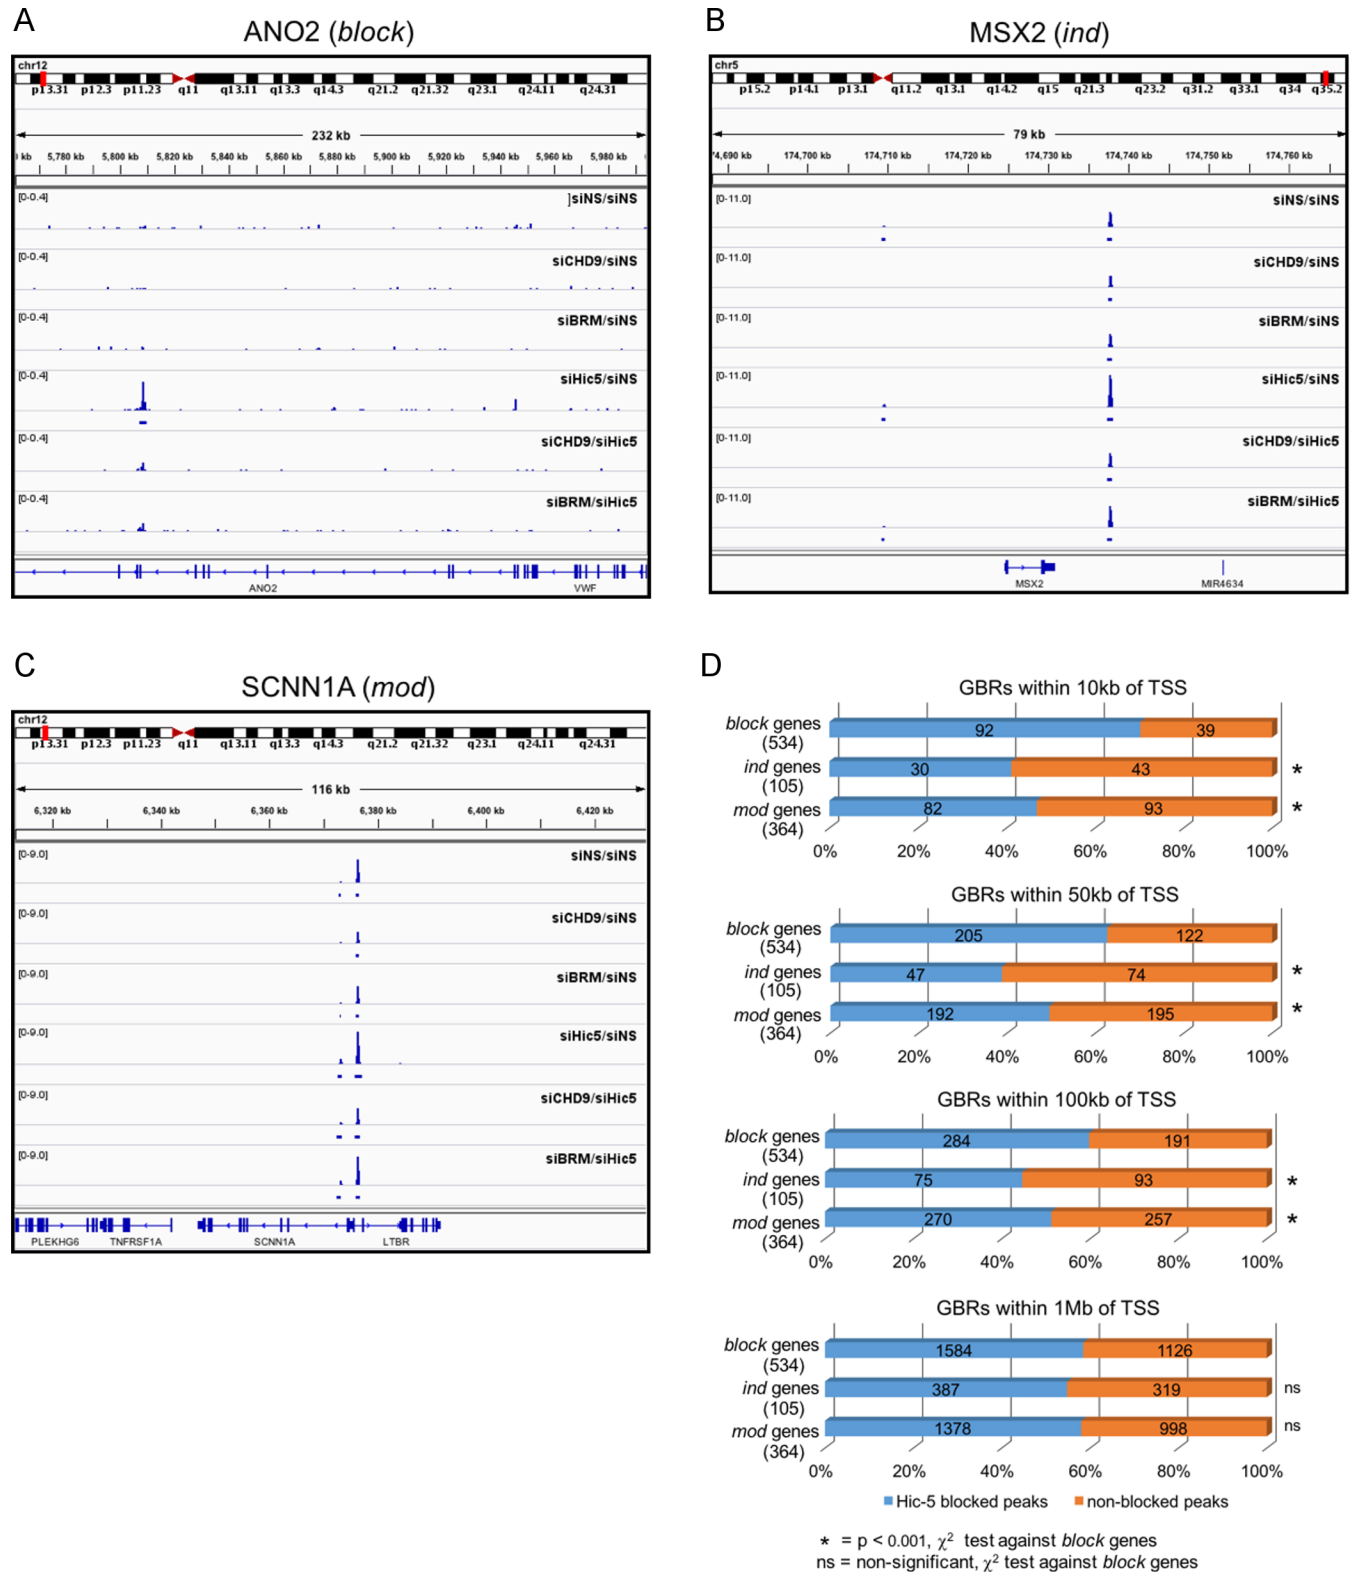 A
ANO2 (block)
chr12
p13.31 p12.3 p11.23 q11 q13.11 q13.3 q14.3 q21.2 q21.32 q23.1 q24.11 q24.31
232 kb
kb 5,780 kb 5,800 kb 5,820 kb 5,840 kb 5,860 kb 5,880 kb 5,900 kb 5,920 kb 5,940 kb 5,960 kb 5,980 kb
[0-0.4] ]siNS/siNS
[0-0.4] siCHD9/siNS
[0-0.4] siBRM/siNS
[0-0.4] siHic5/siNS
[0-0.4] siCHD9/siHic5
[0-0.4] siBRM/siHic5
ANO2 VWF
B
MSX2 (ind)
chr5
p15.2 p14.1 p13.1 q11.2 q13.1 q14.2 q15 q21.3 q23.2 q31.2 q33.1 q34 q35.2
79 kb
4,690 kb 174,700 kb 174,710 kb 174,720 kb 174,730 kb 174,740 kb 174,750 kb 174,760 kb
[0-11.0] siNS/siNS
[0-11.0] siCHD9/siNS
[0-11.0] siBRM/siNS
[0-11.0] siHic5/siNS
[0-11.0] siCHD9/siHic5
[0-11.0] siBRM/siHic5
MSX2 MIR4634
C
SCNN1A (mod)
chr12
p13.31 p12.3 p11.23 q11 q13.11 q13.3 q14.3 q21.2 q21.32 q23.1 q24.11 q24.31
116 kb
6,320 kb 6,340 kb 6,360 kb 6,380 kb 6,400 kb 6,420 kb
[0-9.0] siNS/siNS
[0-9.0] siCHD9/siNS
[0-9.0] siBRM/siNS
[0-9.0] siHic5/siNS
[0-9.0] siCHD9/siHic5
[0-9.0] siBRM/siHic5
PLEKHG6 TNFRSF1A SCNN1A LTBR
D
GBRs within 10kb of TSS
block genes 92 39
(534)
ind genes 30 43 *
(105)
mod genes 82 93 *
(364)
0% 20% 40% 60% 80% 100%
GBRs within 50kb of TSS
block genes 205 122
(534)
ind genes 47 74 *
(105)
mod genes 192 195 *
(364)
0% 20% 40% 60% 80% 100%
GBRs within 100kb of TSS
block genes 284 191
(534)
ind genes 75 93 *
(105)
mod genes 270 257 *
(364)
0% 20% 40% 60% 80% 100%
GBRs within 1Mb of TSS
block genes 1584 1126
(534)
ind genes 387 319 ns
(105)
mod genes 1378 998 ns
(364)
0% 20% 40% 60% 80% 100%
Hic-5 blocked peaks non-blocked peaks
* = p < 0.001, χ² test against block genes
ns = non-significant, χ² test against block genes